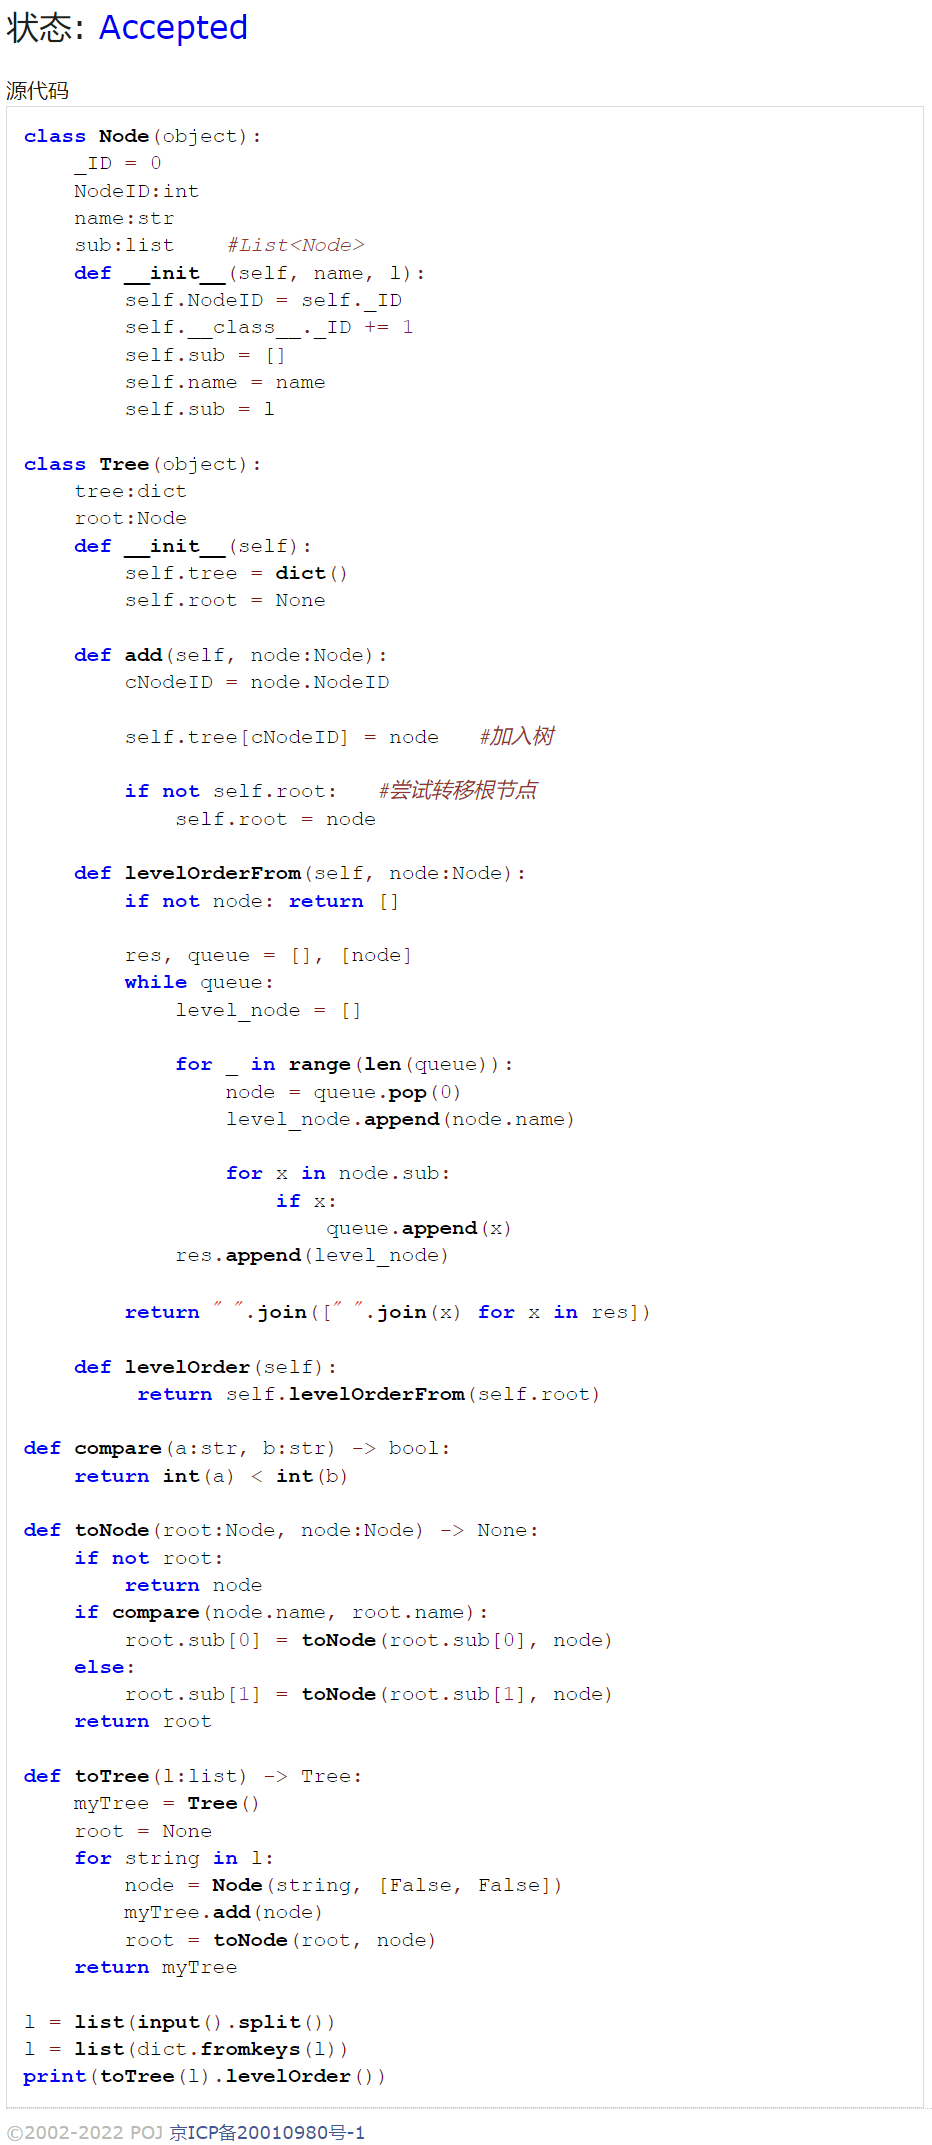 状态: Accepted
源代码
class Node(object):
    _ID = 0
    NodeID:int
    name:str
    sub:list    #List<Node>
    def __init__(self, name, l):
        self.NodeID = self._ID
        self.__class__._ID += 1
        self.sub = []
        self.name = name
        self.sub = l

class Tree(object):
    tree:dict
    root:Node
    def __init__(self):
        self.tree = dict()
        self.root = None

    def add(self, node:Node):
        cNodeID = node.NodeID

        self.tree[cNodeID] = node   #加入树

        if not self.root:   #尝试转移根节点
            self.root = node

    def levelOrderFrom(self, node:Node):
        if not node: return []

        res, queue = [], [node]
        while queue:
            level_node = []

            for _ in range(len(queue)):
                node = queue.pop(0)
                level_node.append(node.name)

                for x in node.sub:
                    if x:
                        queue.append(x)
            res.append(level_node)

        return " ".join([" ".join(x) for x in res])

    def levelOrder(self):
         return self.levelOrderFrom(self.root)

def compare(a:str, b:str) -> bool:
    return int(a) < int(b)

def toNode(root:Node, node:Node) -> None:
    if not root:
        return node
    if compare(node.name, root.name):
        root.sub[0] = toNode(root.sub[0], node)
    else:
        root.sub[1] = toNode(root.sub[1], node)
    return root

def toTree(l:list) -> Tree:
    myTree = Tree()
    root = None
    for string in l:
        node = Node(string, [False, False])
        myTree.add(node)
        root = toNode(root, node)
    return myTree

l = list(input().split())
l = list(dict.fromkeys(l))
print(toTree(l).levelOrder())
©2002-2022 POJ 京ICP备20010980号-1